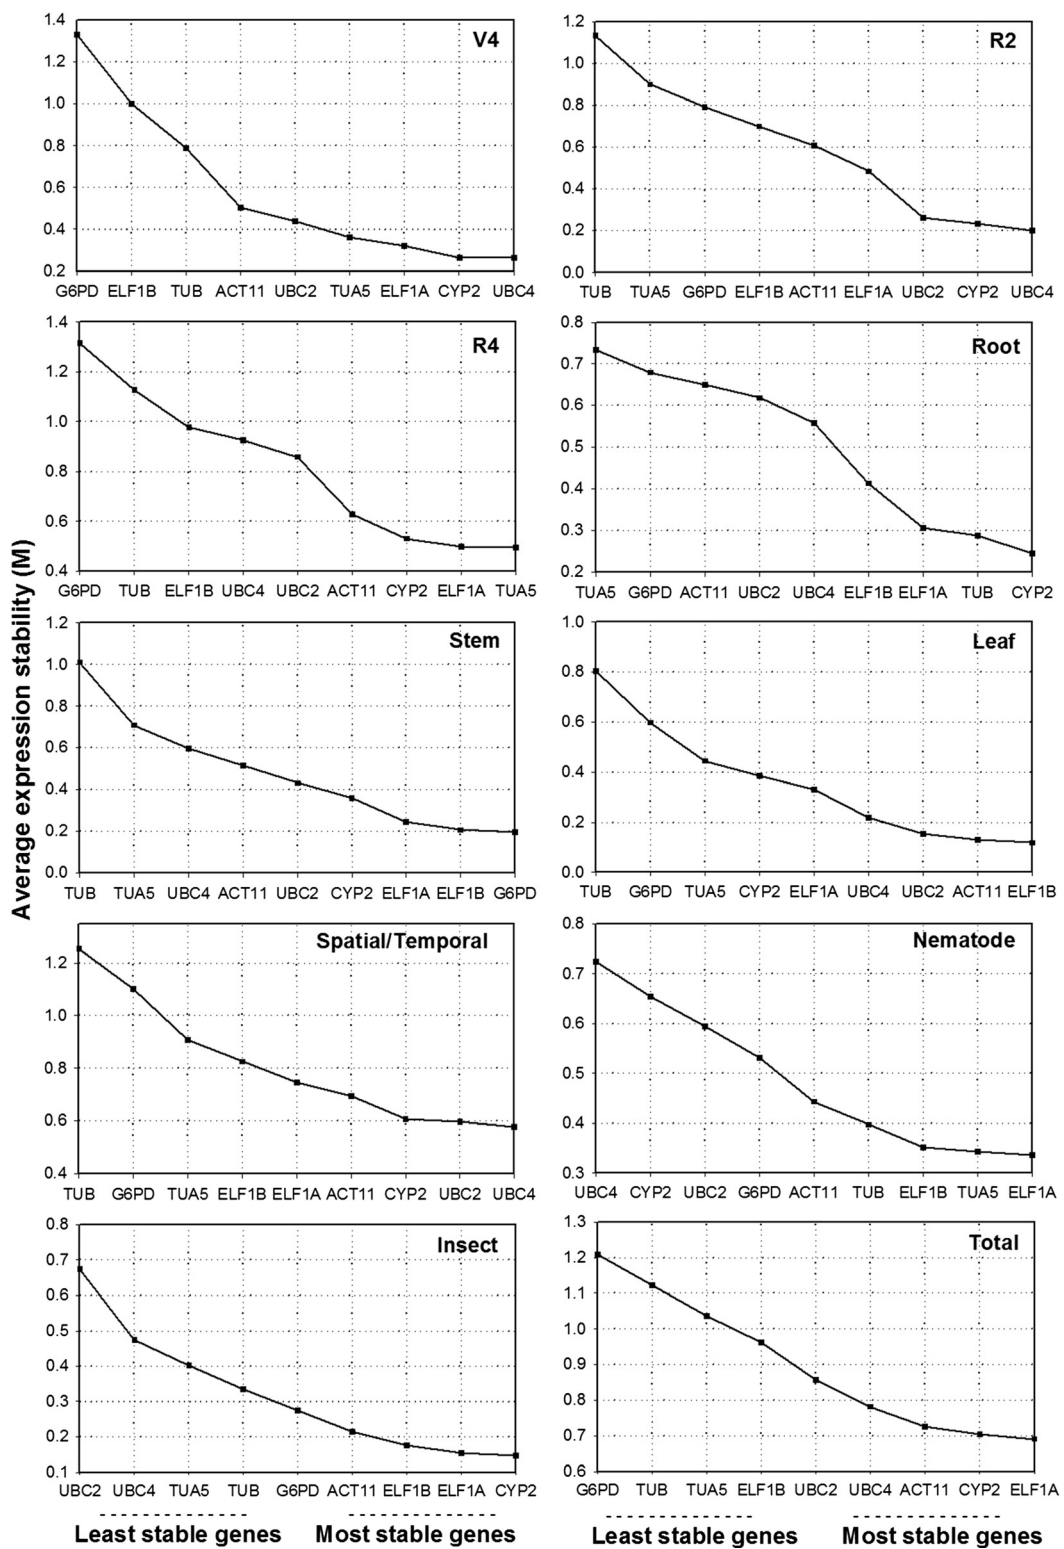 Average expression stability (M)
V4
1.4
1.2
1.0
0.8
0.6
0.4
0.2
G6PD ELF1B TUB ACT11 UBC2 TUA5 ELF1A CYP2 UBC4
R2
1.2
1.0
0.8
0.6
0.4
0.2
0.0
TUB TUA5 G6PD ELF1B ACT11 ELF1A UBC2 CYP2 UBC4
R4
1.4
1.2
1.0
0.8
0.6
0.4
G6PD TUB ELF1B UBC4 UBC2 ACT11 CYP2 ELF1A TUA5
Root
0.8
0.7
0.6
0.5
0.4
0.3
0.2
TUA5 G6PD ACT11 UBC2 UBC4 ELF1B ELF1A TUB CYP2
Stem
1.2
1.0
0.8
0.6
0.4
0.2
0.0
TUB TUA5 UBC4 ACT11 UBC2 CYP2 ELF1A ELF1B G6PD
Leaf
1.0
0.8
0.6
0.4
0.2
0.0
TUB G6PD TUA5 CYP2 ELF1A UBC4 UBC2 ACT11 ELF1B
Spatial/Temporal
1.2
1.0
0.8
0.6
0.4
TUB G6PD TUA5 ELF1B ELF1A ACT11 CYP2 UBC2 UBC4
Nematode
0.8
0.7
0.6
0.5
0.4
0.3
UBC4 CYP2 UBC2 G6PD ACT11 TUB ELF1B TUA5 ELF1A
Insect
0.8
0.7
0.6
0.5
0.4
0.3
0.2
0.1
UBC2 UBC4 TUA5 TUB G6PD ACT11 ELF1B ELF1A CYP2
Least stable genes Most stable genes
Total
1.3
1.2
1.1
1.0
0.9
0.8
0.7
0.6
G6PD TUB TUA5 ELF1B UBC2 UBC4 ACT11 CYP2 ELF1A
Least stable genes Most stable genes